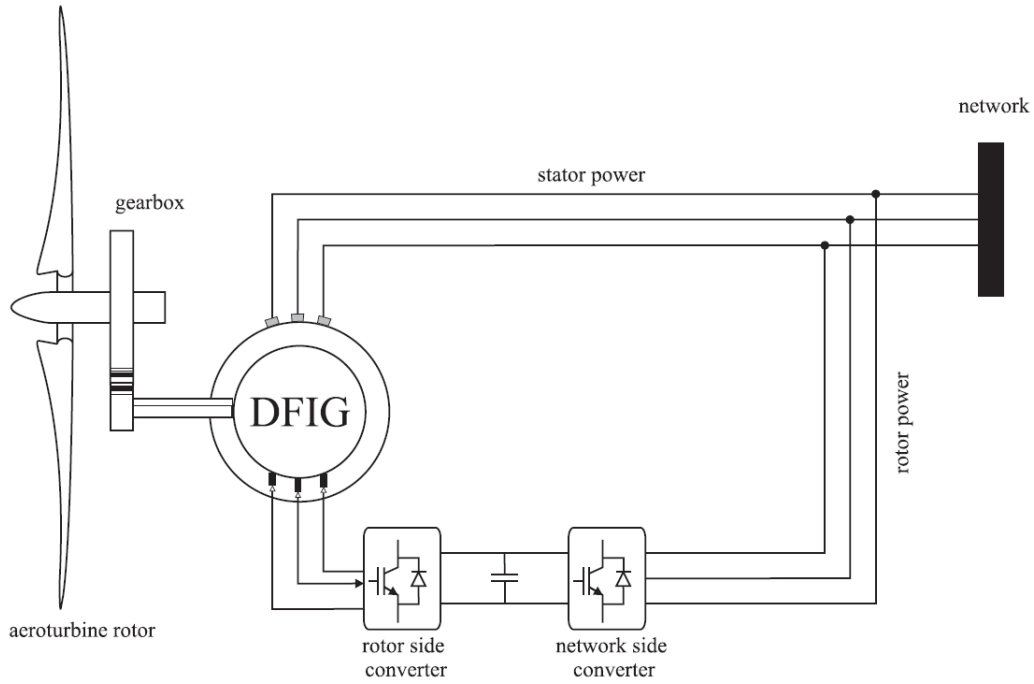 network
stator power
gearbox
DFIG
rotor power
aeroturbine rotor
rotor side
converter
network side
converter